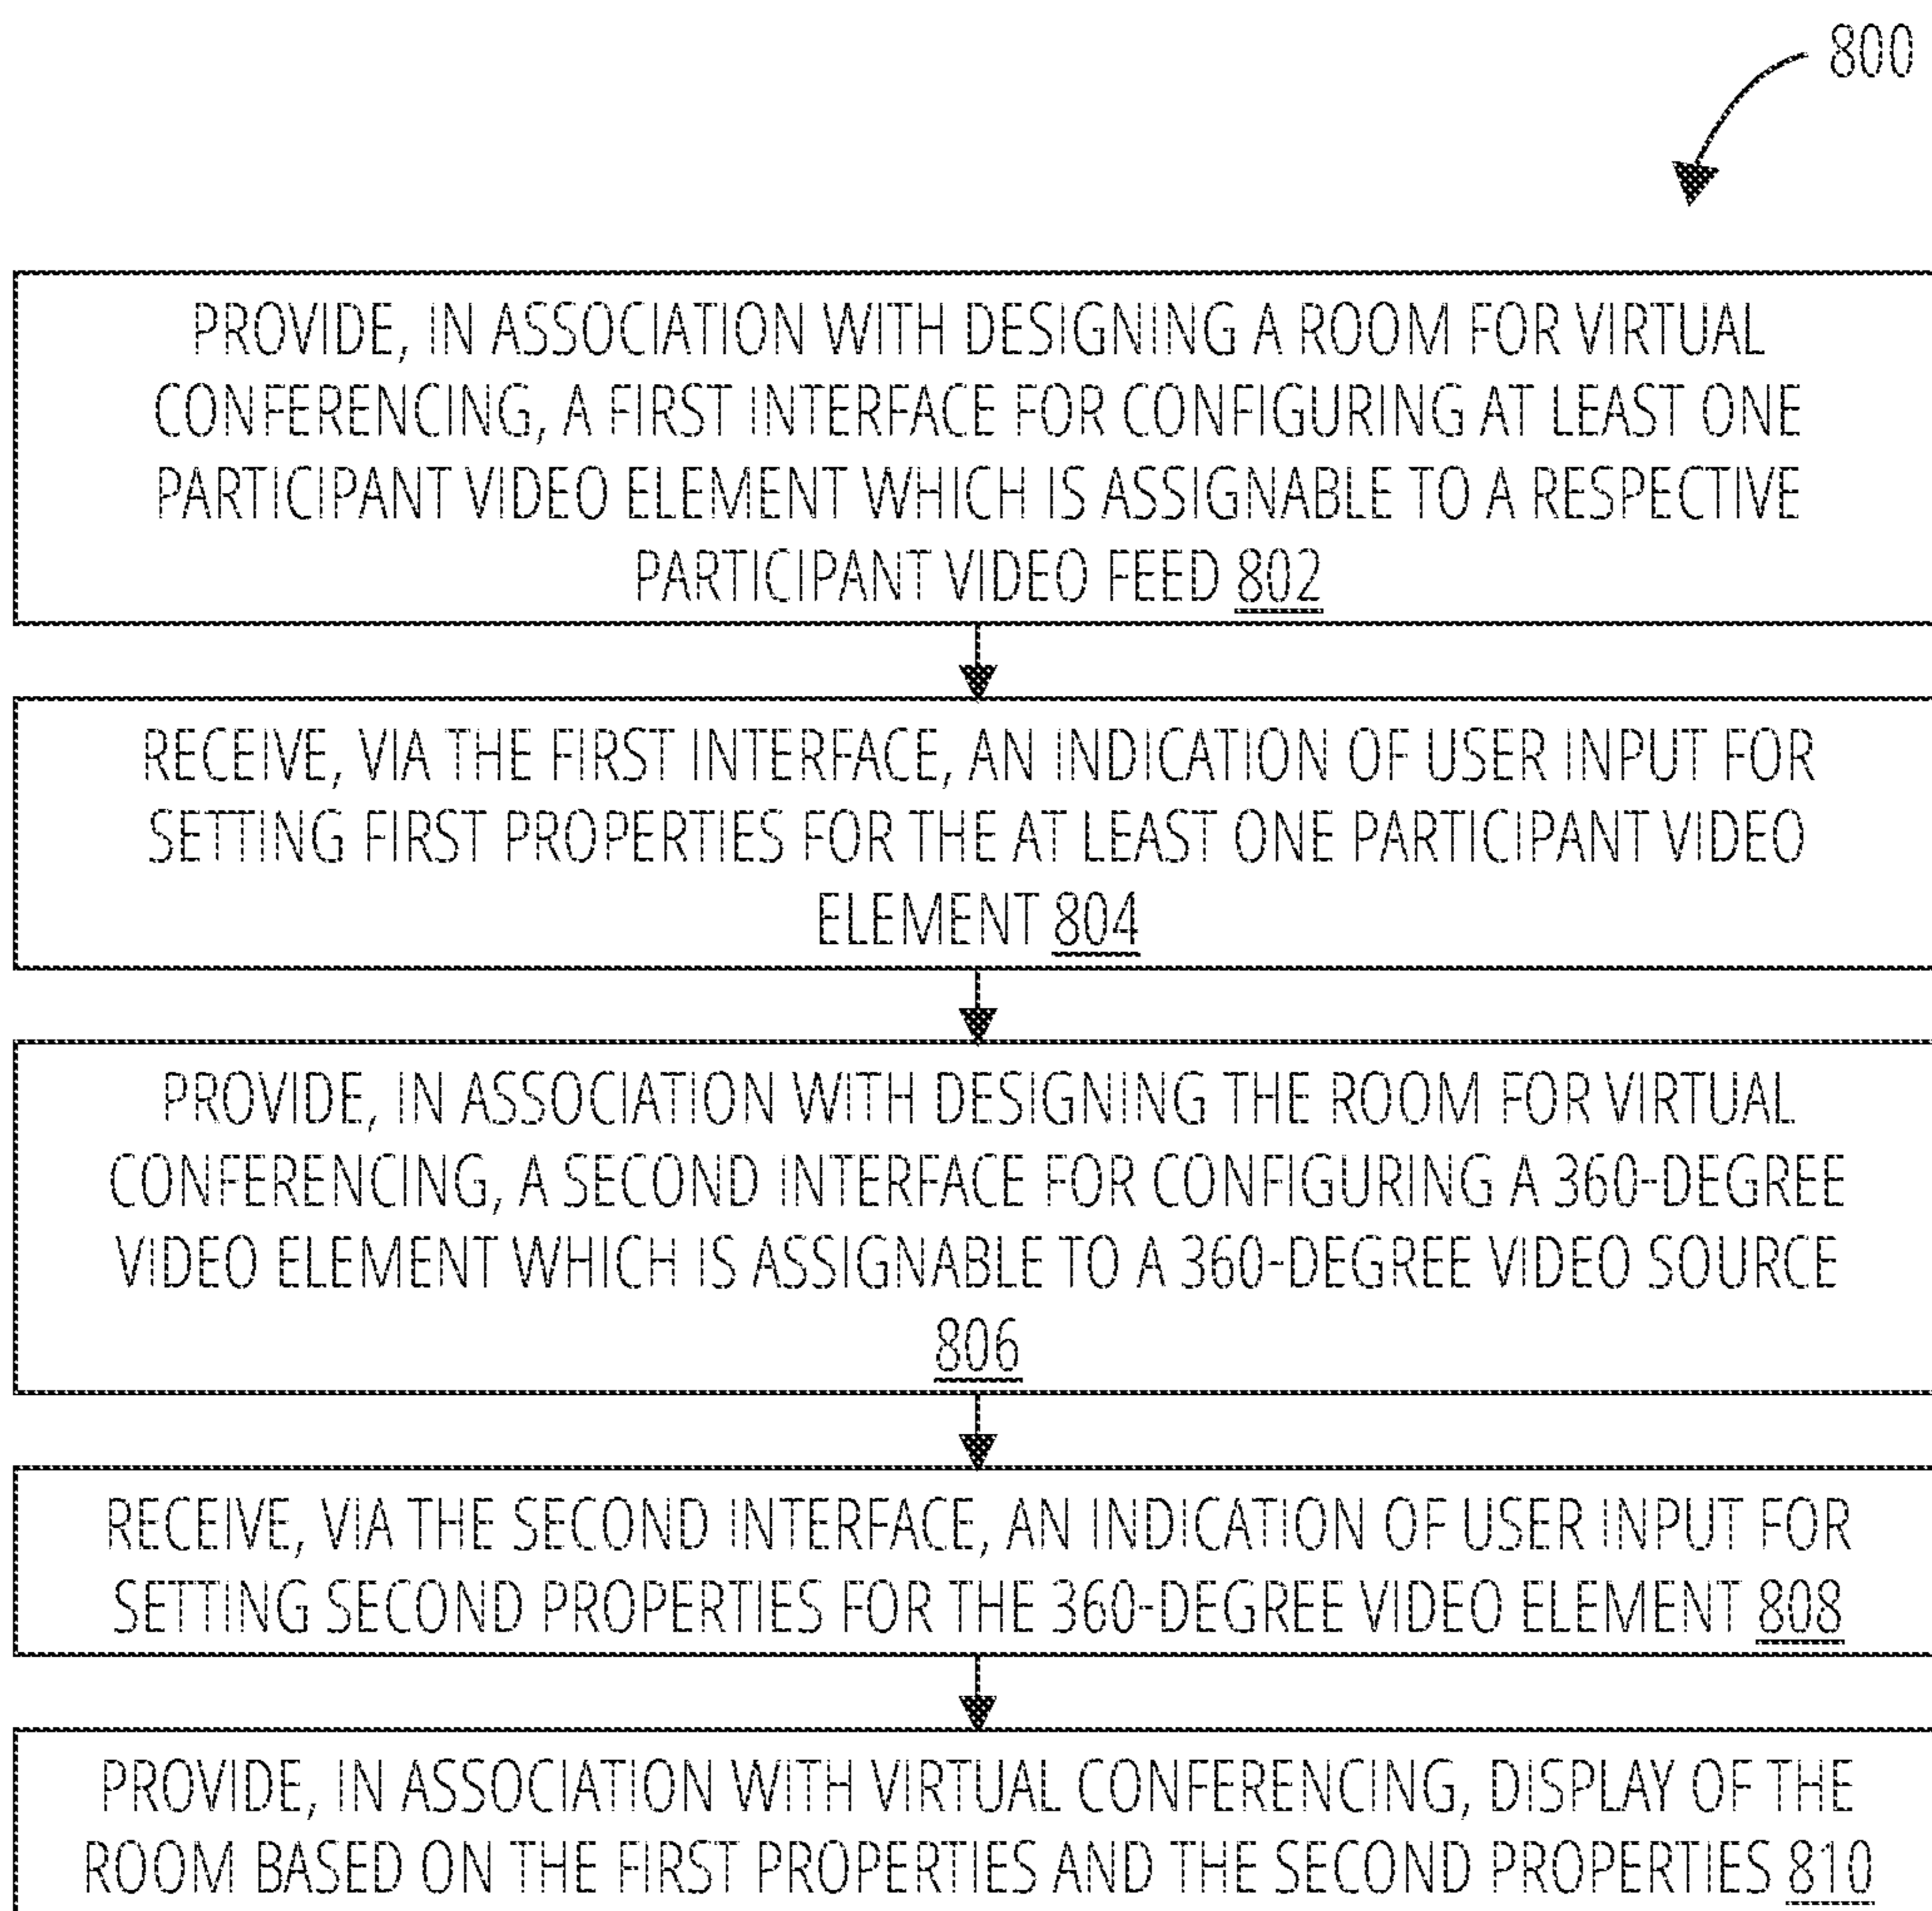 800
PROVIDE, IN ASSOCIATION WITH DESIGNING A ROOM FOR VIRTUAL
CONFERENCING, A FIRST INTERFACE FOR CONFIGURING AT LEAST ONE
PARTICIPANT VIDEO ELEMENT WHICH IS ASSIGNABLE TO A RESPECTIVE
PARTICIPANT VIDEO FEED 802
RECEIVE, VIA THE FIRST INTERFACE, AN INDICATION OF USER INPUT FOR
SETTING FIRST PROPERTIES FOR THE AT LEAST ONE PARTICIPANT VIDEO
ELEMENT 804
PROVIDE, IN ASSOCIATION WITH DESIGNING THE ROOM FOR VIRTUAL
CONFERENCING, A SECOND INTERFACE FOR CONFIGURING A 360-DEGREE
VIDEO ELEMENT WHICH IS ASSIGNABLE TO A 360-DEGREE VIDEO SOURCE
806
RECEIVE, VIA THE SECOND INTERFACE, AN INDICATION OF USER INPUT FOR
SETTING SECOND PROPERTIES FOR THE 360-DEGREE VIDEO ELEMENT 808
PROVIDE, IN ASSOCIATION WITH VIRTUAL CONFERENCING, DISPLAY OF THE
ROOM BASED ON THE FIRST PROPERTIES AND THE SECOND PROPERTIES 810